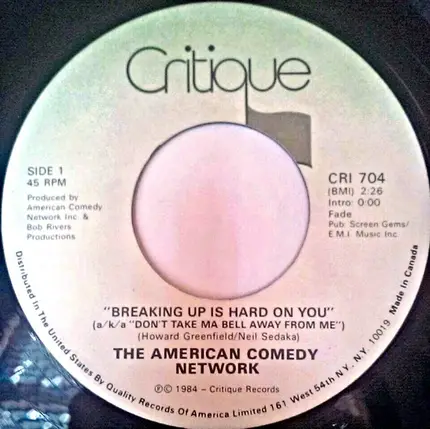 Critique
SIDE 1
45 RPM
Produced by
American Comedy
Network Inc. &
Bob Rivers
Productions
CRI 704
(BMI) 2:26
Intro: 0:00
Fade
Pub: Screen Gems/
E.M.I. Music Inc
"BREAKING UP IS HARD ON YOU"
(a/k/a "DON'T TAKE MA BELL AWAY FROM ME")
(Howard Greenfield/Neil Sedaka)
THE AMERICAN COMEDY
NETWORK
℗© 1984 – Critique Records
Distributed in The United States By Quality Records Of America Limited 161 West 54th N.Y., N.Y. 10019 Made In Canada